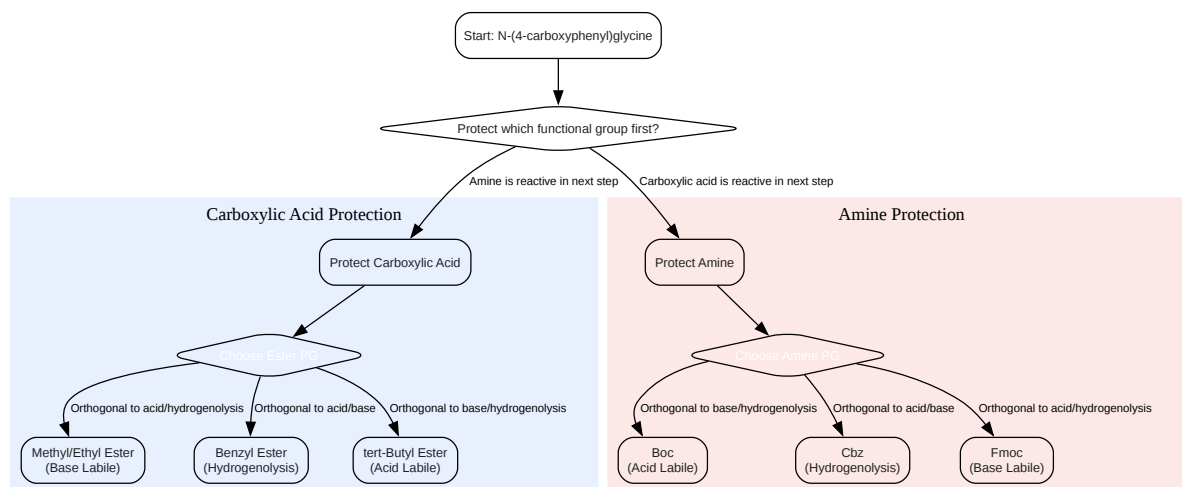 Start: N-(4-carboxyphenyl)glycine
Protect which functional group first?
Amine is reactive in next step
Carboxylic acid is reactive in next step
Carboxylic Acid Protection
Amine Protection
Protect Carboxylic Acid
Protect Amine
Choose Ester PG
Choose Amine PG
Orthogonal to acid/hydrogenolysis
Orthogonal to acid/base
Orthogonal to base/hydrogenolysis
Orthogonal to base/hydrogenolysis
Orthogonal to acid/base
Orthogonal to acid/hydrogenolysis
Methyl/Ethyl Ester
(Base Labile)
Benzyl Ester
(Hydrogenolysis)
tert-Butyl Ester
(Acid Labile)
Boc
(Acid Labile)
Cbz
(Hydrogenolysis)
Fmoc
(Base Labile)